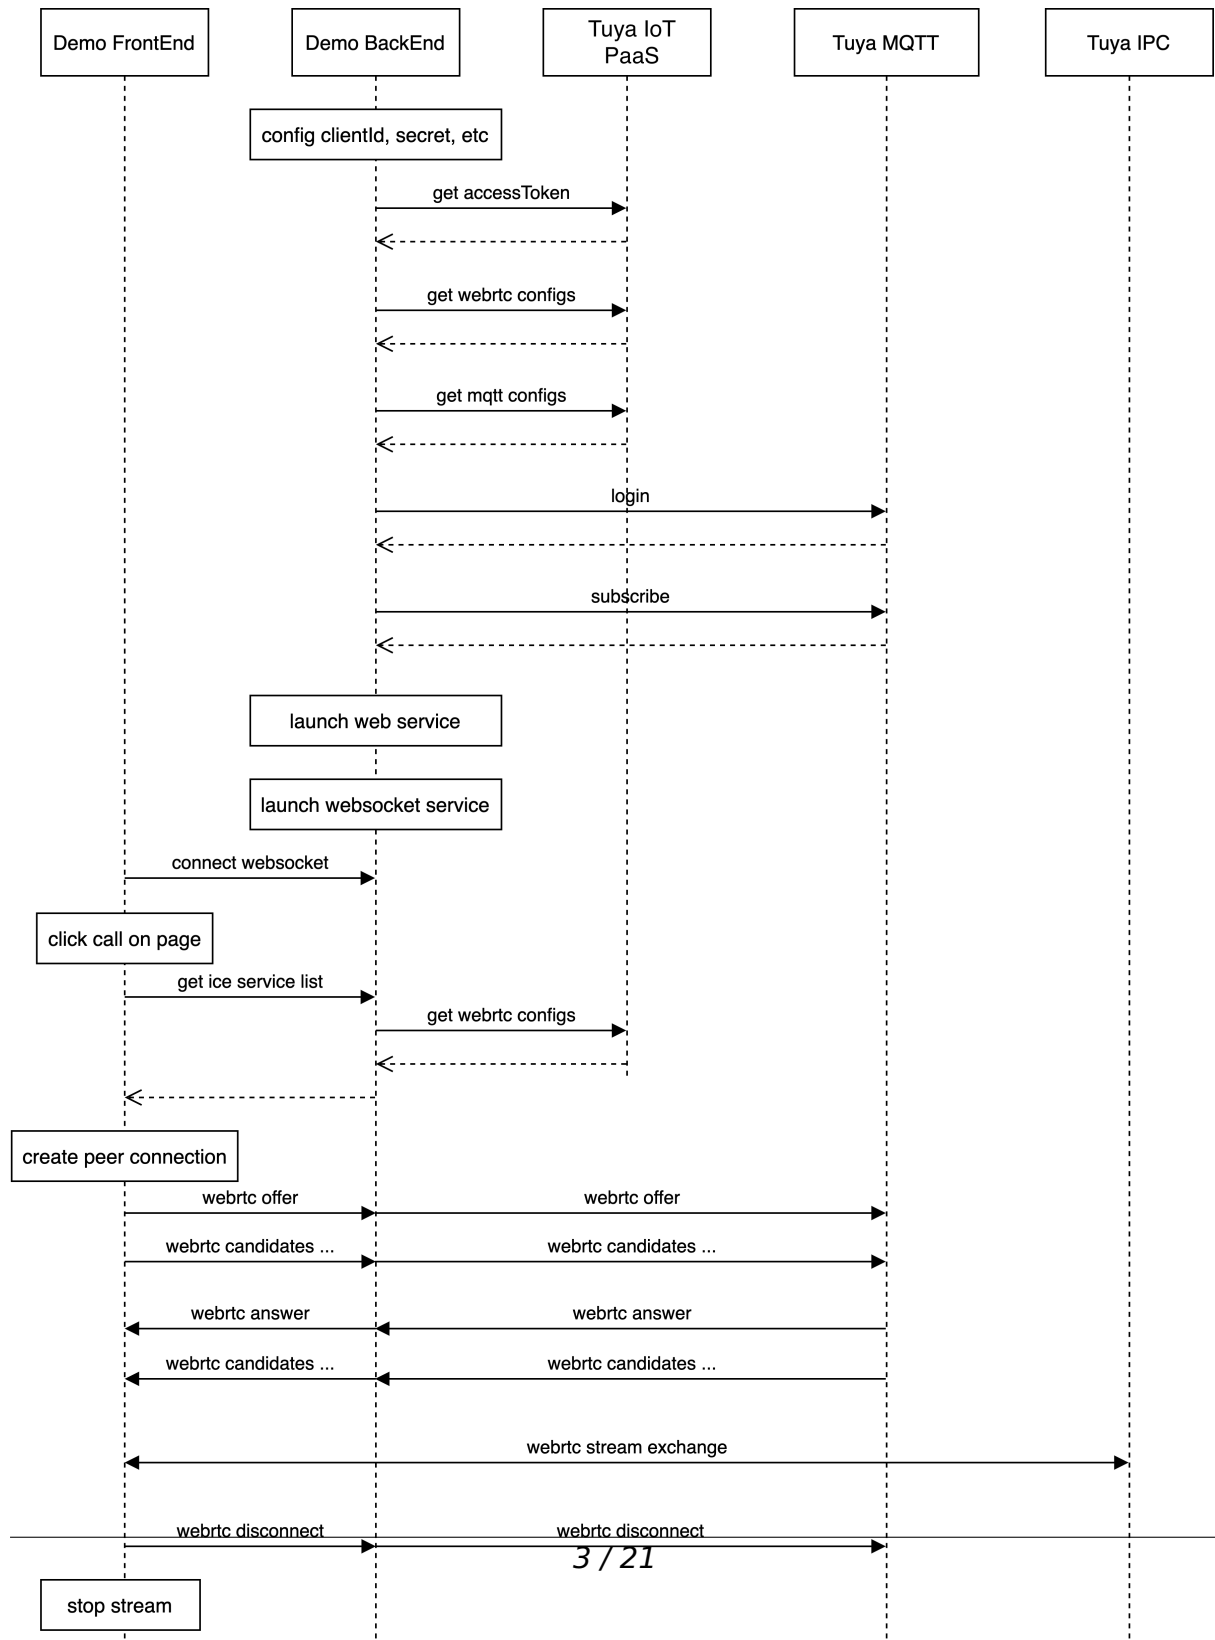 Demo FrontEnd
Demo BackEnd
Tuya IoT
PaaS
Tuya MQTT
Tuya IPC
config clientId, secret, etc
get accessToken
get webrtc configs
get mqtt configs
login
subscribe
launch web service
launch websocket service
connect websocket
click call on page
get ice service list
get webrtc configs
create peer connection
webrtc offer
webrtc offer
webrtc candidates ...
webrtc candidates ...
webrtc answer
webrtc answer
webrtc candidates ...
webrtc candidates ...
webrtc stream exchange
webrtc disconnect
webrtc disconnect
3 / 21
stop stream